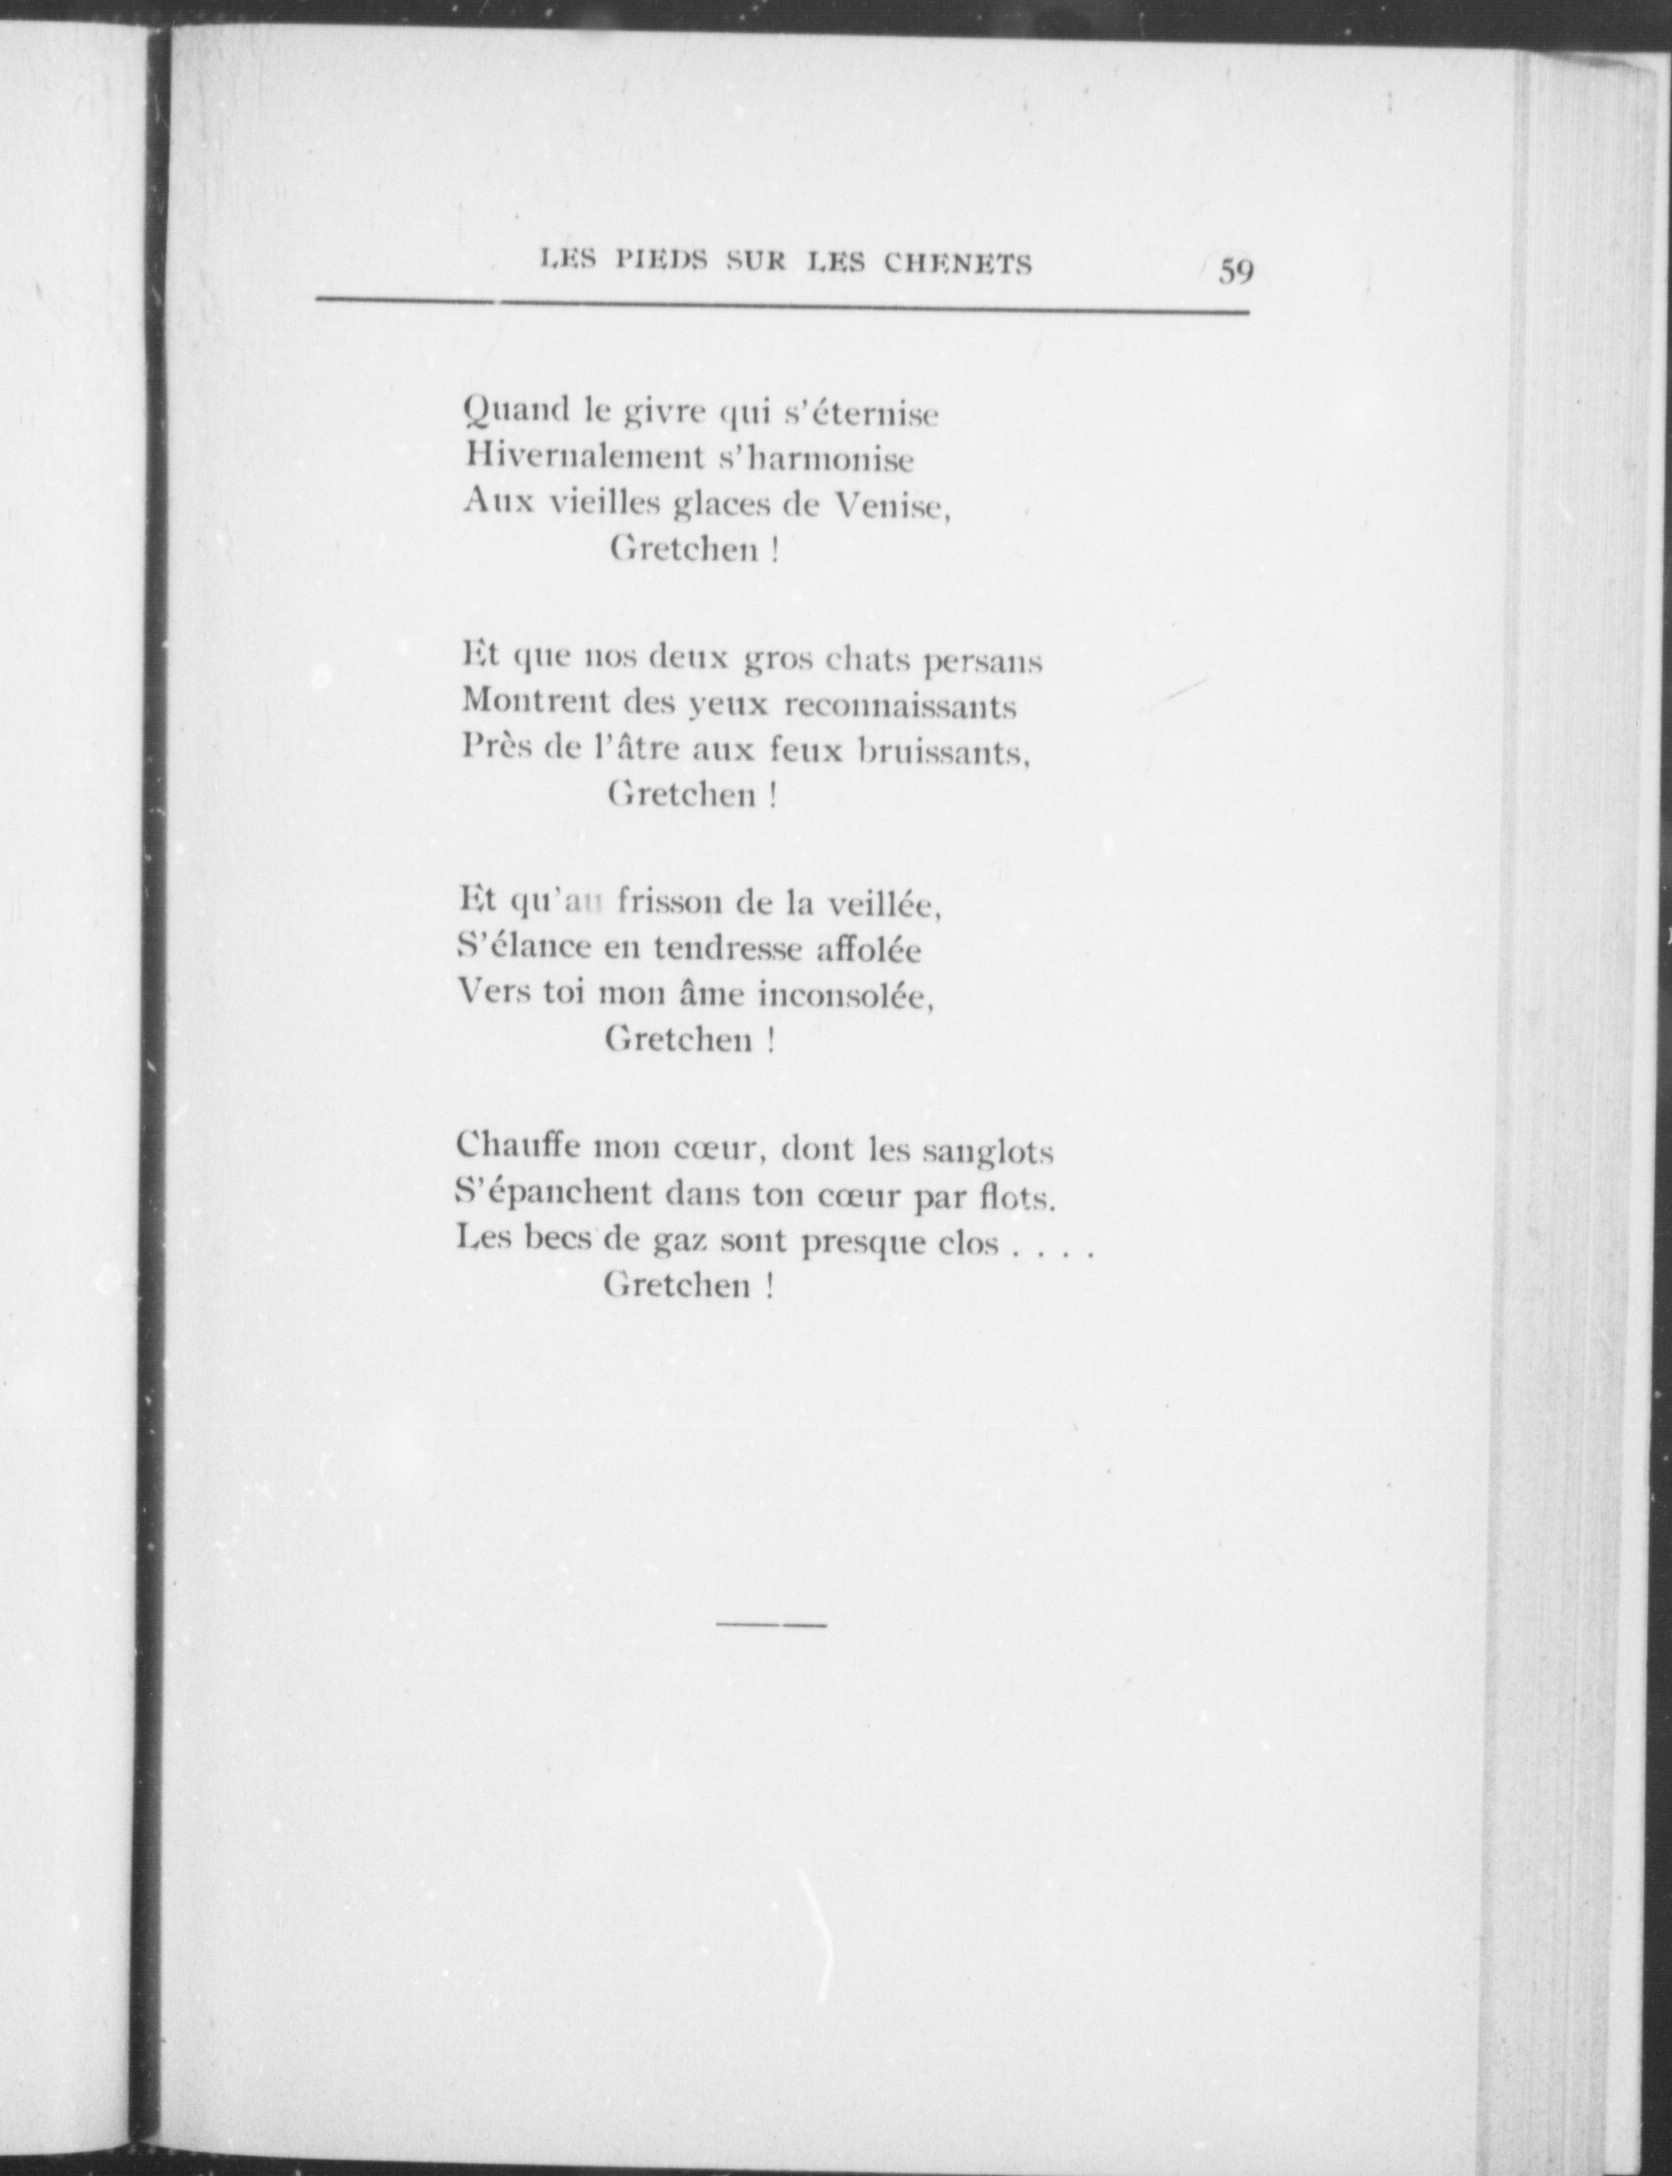 LES PIEDS SUR LES CHENETS 59
Quand le givre qui s'éternise
Hivernalement s'harmonise
Aux vieilles glaces de Venise,
Gretchen !
Et que nos deux gros chats persans
Montrent des yeux reconnaissants
Près de l'âtre aux feux bruissants,
Gretchen !
Et qu'au frisson de la veillée,
S'élance en tendresse affolée
Vers toi mon âme inconsolée,
Gretchen !
Chauffe mon cœur, dont les sanglots
S'épanchent dans ton cœur par flots.
Les becs de gaz sont presque clos . . . .
Gretchen !